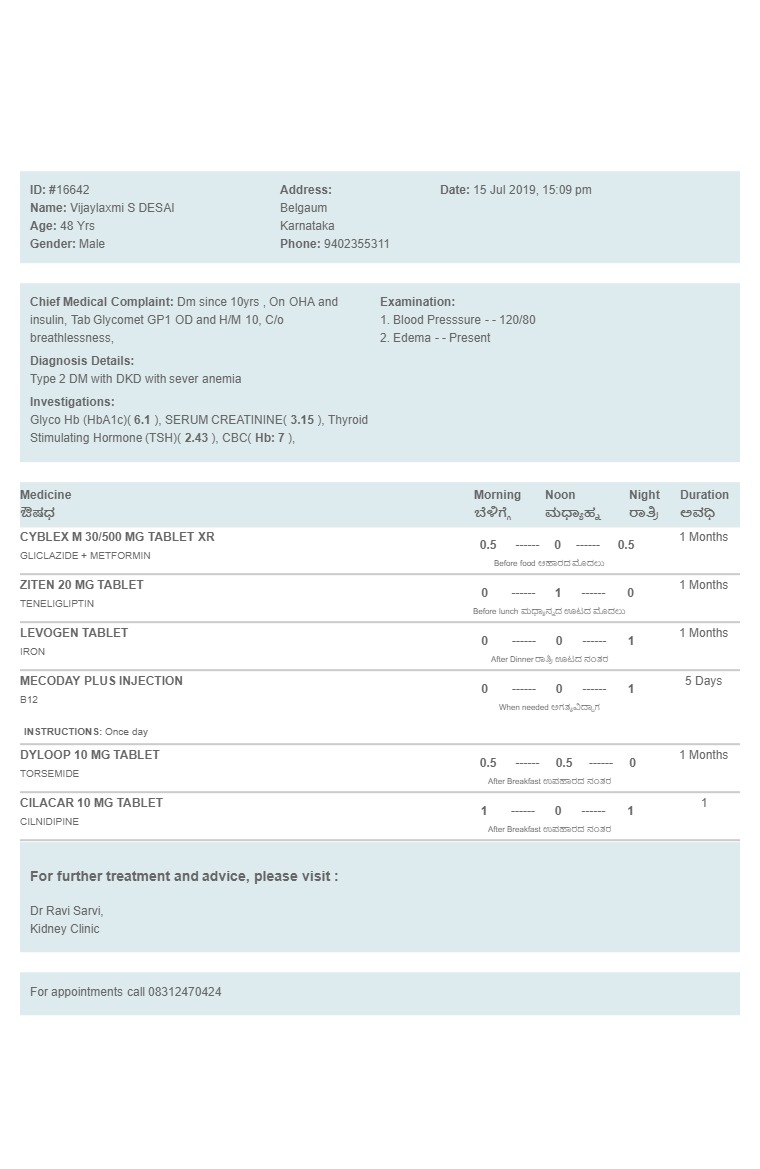 ID: #16642
Name: Vijaylaxmi S DESAI
Age: 48 Yrs
Gender: Male
Address:
Belgaum
Karnataka
Phone: 9402355311
Date: 15 Jul 2019, 15:09 pm
Chief Medical Complaint: Dm since 10yrs , On OHA and
insulin, Tab Glycomet GP1 OD and H/M 10, C/o
breathlessness,
Diagnosis Details:
Type 2 DM with DKD with sever anemia
Investigations:
Glyco Hb (HbA1c)( 6.1 ), SERUM CREATININE( 3.15 ), Thyroid
Stimulating Hormone (TSH)( 2.43 ), CBC( Hb: 7 ),
Examination:
1. Blood Presssure - - 120/80
2. Edema - - Present
Medicine Morning Noon Night Duration
ಔಷಧ ಬೆಳಿಗ್ಗೆ ಮಧ್ಯಾಹ್ನ ರಾತ್ರಿ ಅವಧಿ
CYBLEX M 30/500 MG TABLET XR 0.5 ------ 0 ------ 0.5 1 Months
GLICLAZIDE + METFORMIN Before food ಆಹಾರದ ಮೊದಲು
ZITEN 20 MG TABLET 0 ------ 1 ------ 0 1 Months
TENELIGLIPTIN Before lunch ಮಧ್ಯಾನ್ನದ ಊಟದ ಮೊದಲು
LEVOGEN TABLET 0 ------ 0 ------ 1 1 Months
IRON After Dinner ರಾತ್ರಿ ಊಟದ ನಂತರ
MECODAY PLUS INJECTION 0 ------ 0 ------ 1 5 Days
B12 When needed ಅಗತ್ಯವಿದ್ದಾಗ
INSTRUCTIONS: Once day
DYLOOP 10 MG TABLET 0.5 ------ 0.5 ------ 0 1 Months
TORSEMIDE After Breakfast ಉಪಹಾರದ ನಂತರ
CILACAR 10 MG TABLET 1 ------ 0 ------ 1 1
CILNIDIPINE After Breakfast ಉಪಹಾರದ ನಂತರ
For further treatment and advice, please visit :
Dr Ravi Sarvi,
Kidney Clinic
For appointments call 08312470424